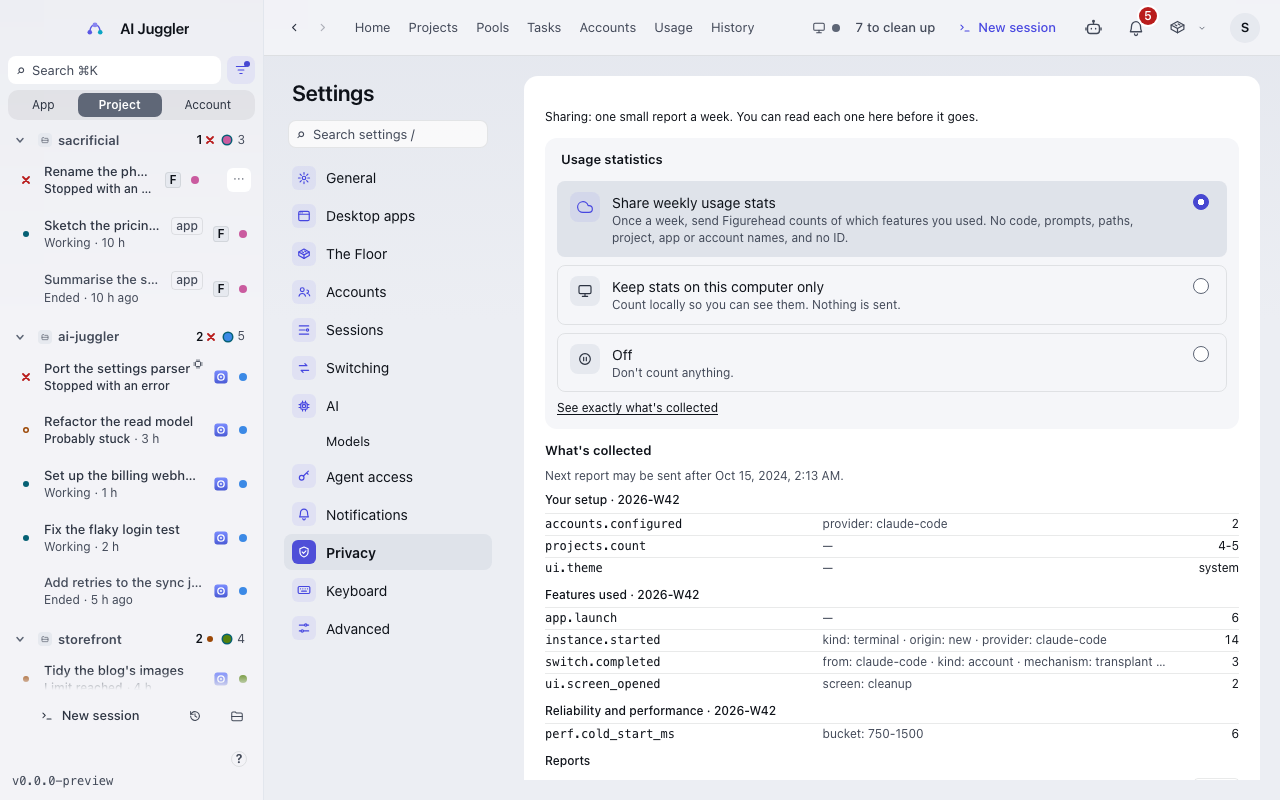 AI Juggler
Search ⌘K
App
Project
Account
sacrificial
1
3
Rename the ph...
Stopped with an ...
F
...
Sketch the pricin...
app
Working · 10 h
F
Summarise the s...
app
Ended · 10 h ago
F
ai-juggler
2
5
Port the settings parser
Stopped with an error
Refactor the read model
Probably stuck · 3 h
Set up the billing webh...
Working · 1 h
Fix the flaky login test
Working · 2 h
Add retries to the sync j...
Ended · 5 h ago
storefront
2
4
Tidy the blog's images
Limit reached · 4 h
New session
?
v0.0.0-preview
Home
Projects
Pools
Tasks
Accounts
Usage
History
7 to clean up
New session
5
S
Settings
Search settings /
General
Desktop apps
The Floor
Accounts
Sessions
Switching
AI
Models
Agent access
Notifications
Privacy
Keyboard
Advanced
Sharing: one small report a week. You can read each one here before it goes.
Usage statistics
Share weekly usage stats
Once a week, send Figurehead counts of which features you used. No code, prompts, paths,
project, app or account names, and no ID.
Keep stats on this computer only
Count locally so you can see them. Nothing is sent.
Off
Don't count anything.
See exactly what's collected
What's collected
Next report may be sent after Oct 15, 2024, 2:13 AM.
Your setup · 2026-W42
accounts.configured provider: claude-code 2
projects.count — 4-5
ui.theme — system
Features used · 2026-W42
app.launch — 6
instance.started kind: terminal · origin: new · provider: claude-code 14
switch.completed from: claude-code · kind: account · mechanism: transplant ... 3
ui.screen_opened screen: cleanup 2
Reliability and performance · 2026-W42
perf.cold_start_ms bucket: 750-1500 6
Reports